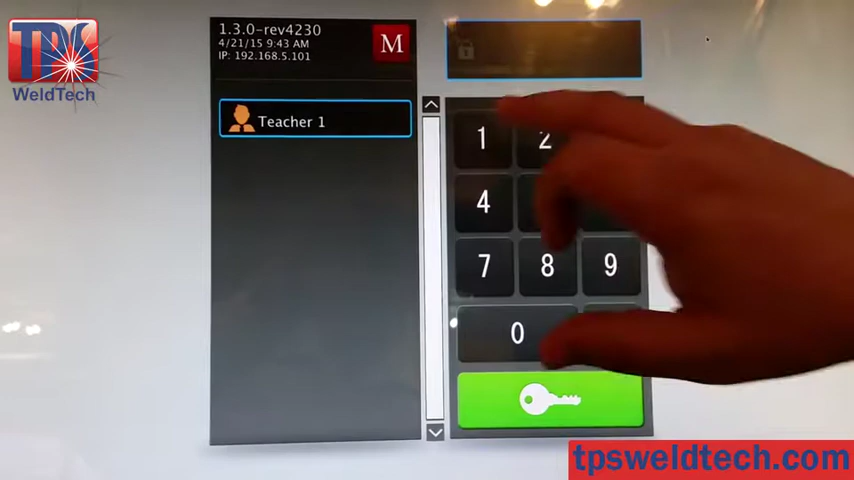 TPS
WeldTech
1.3.0-rev4230
4/21/15 9:43 AM
IP: 192.168.5.101
M
Teacher 1
1 2
4
7 8 9
0
tpsweldtech.com